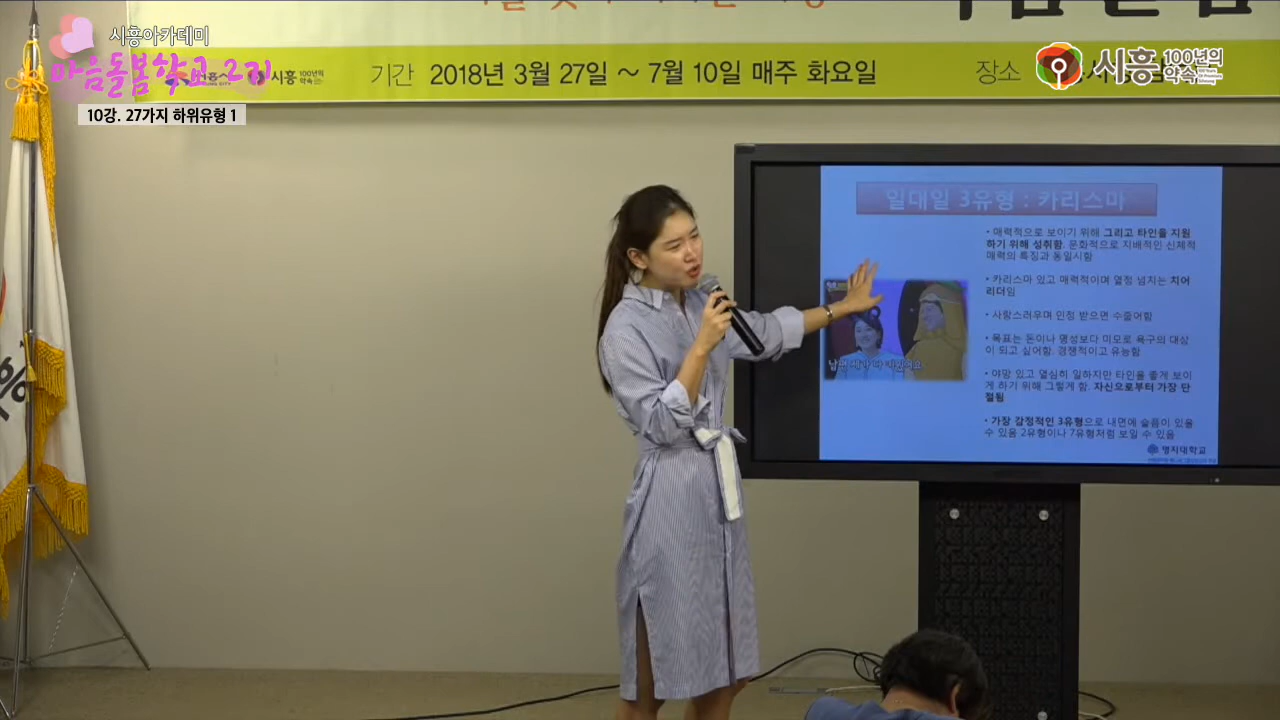 시흥아카데미
마음돌봄학교 2기
10강. 27가지 하위유형 1
시흥 100년의 약속
기간 2018년 3월 27일 ~ 7월 10일 매주 화요일
장소
시흥 100년의 약속
일대일 3유형 : 카리스마
• 매력적으로 보이기 위해 그리고 타인을 지원
하기 위해 성취함. 문화적으로 지배적인 신체적
매력의 특징과 동일시함
• 카리스마 있고 매력적이며 열정 넘치는 치어
리더임
• 사랑스러우며 인정 받으면 수줍어함
• 목표는 돈이나 명성보다 미모로 욕구의 대상
이 되고 싶어함. 경쟁적이고 유능함
• 야망 있고 열심히 일하지만 타인을 좋게 보이
게 하기 위해 그렇게 함. 자신으로부터 가장 단
절됨
• 가장 감정적인 3유형으로 내면에 슬픔이 있을
수 있음 2유형이나 7유형처럼 보일 수 있음
명지대학교